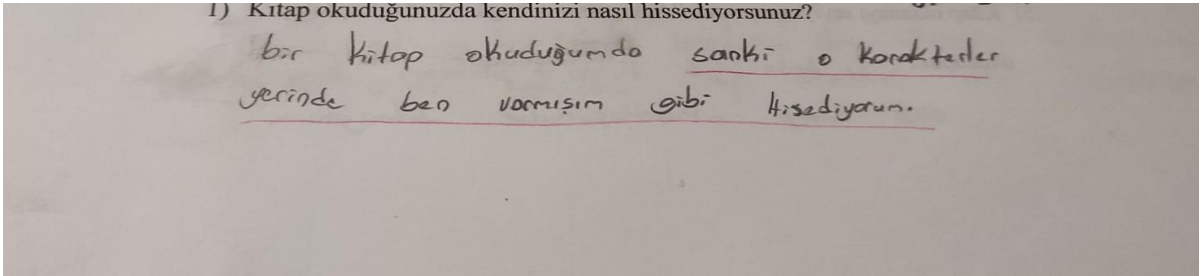 1) Kitap okuduğunuzda kendinizi nasıl hissediyorsunuz?
bir kitap okuduğumda sanki o karakterler
yerinde ben varmışım gibi Hisediyorum.